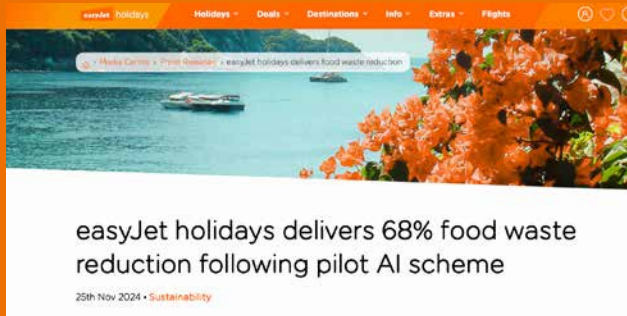 easyJet holidays Holidays Deals Destinations Info Extras Flights
Media Centre Press Releases easyJet holidays delivers food waste reduction
easyJet holidays delivers 68% food waste
reduction following pilot AI scheme
25th Nov 2024 • Sustainability